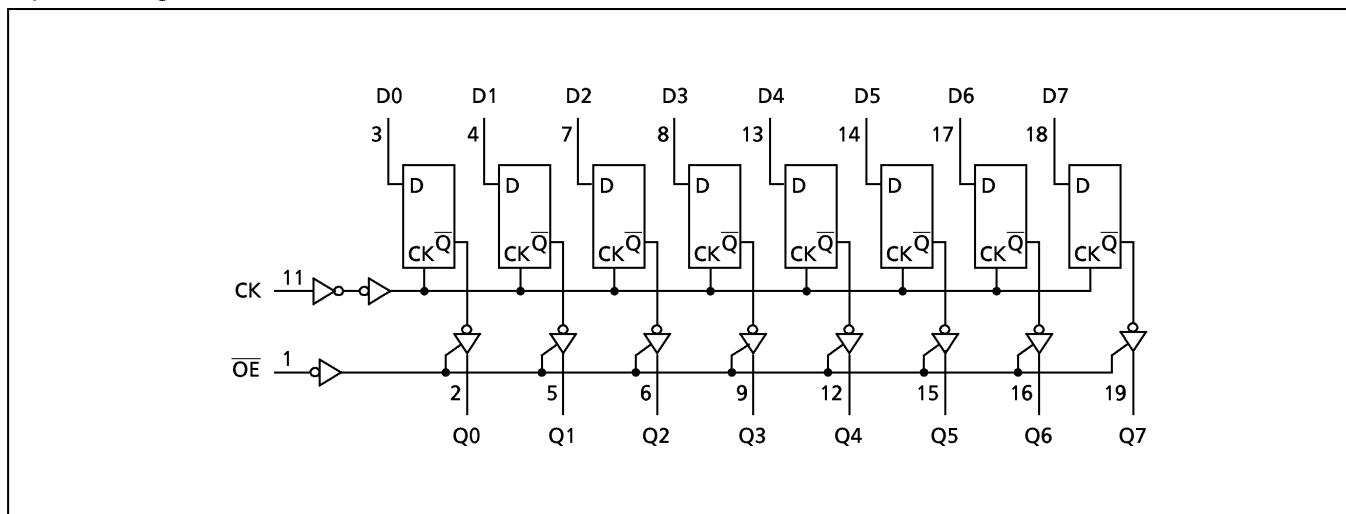 D0 D1 D2 D3 D4 D5 D6 D7
3 4 7 8 13 14 17 18
D D D D D D D D
CK Q̅ CK Q̅ CK Q̅ CK Q̅ CK Q̅ CK Q̅ CK Q̅ CK Q̅
CK 11
O̅E̅ 1
2 5 6 9 12 15 16 19
Q0 Q1 Q2 Q3 Q4 Q5 Q6 Q7